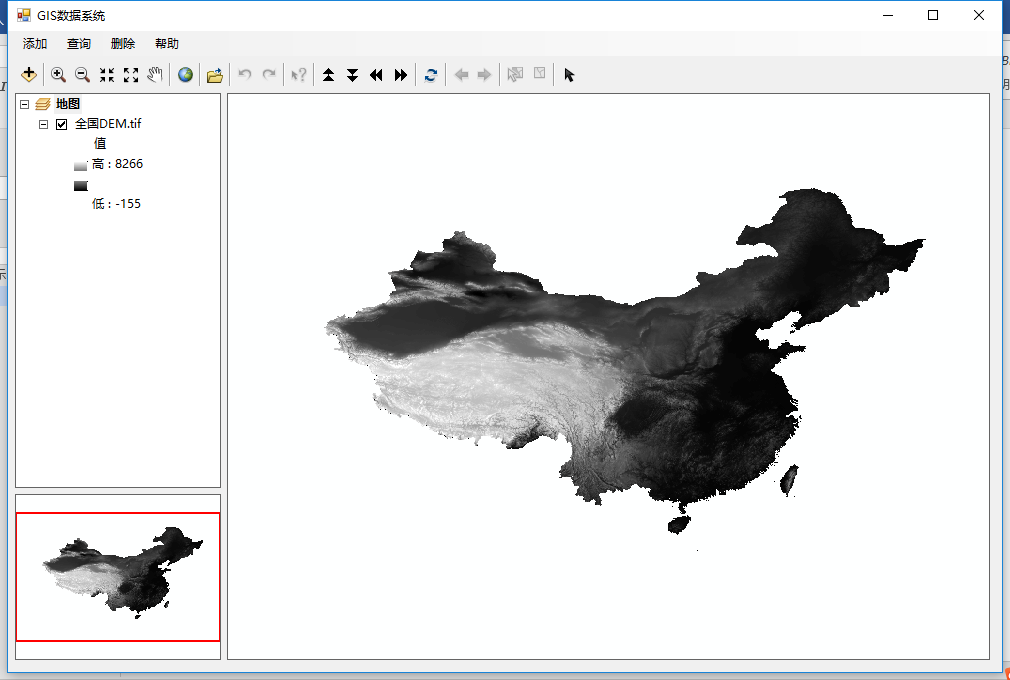 GIS数据系统
添加 查询 删除 帮助
地图
全国DEM.tif
值
高 : 8266
低 : -155